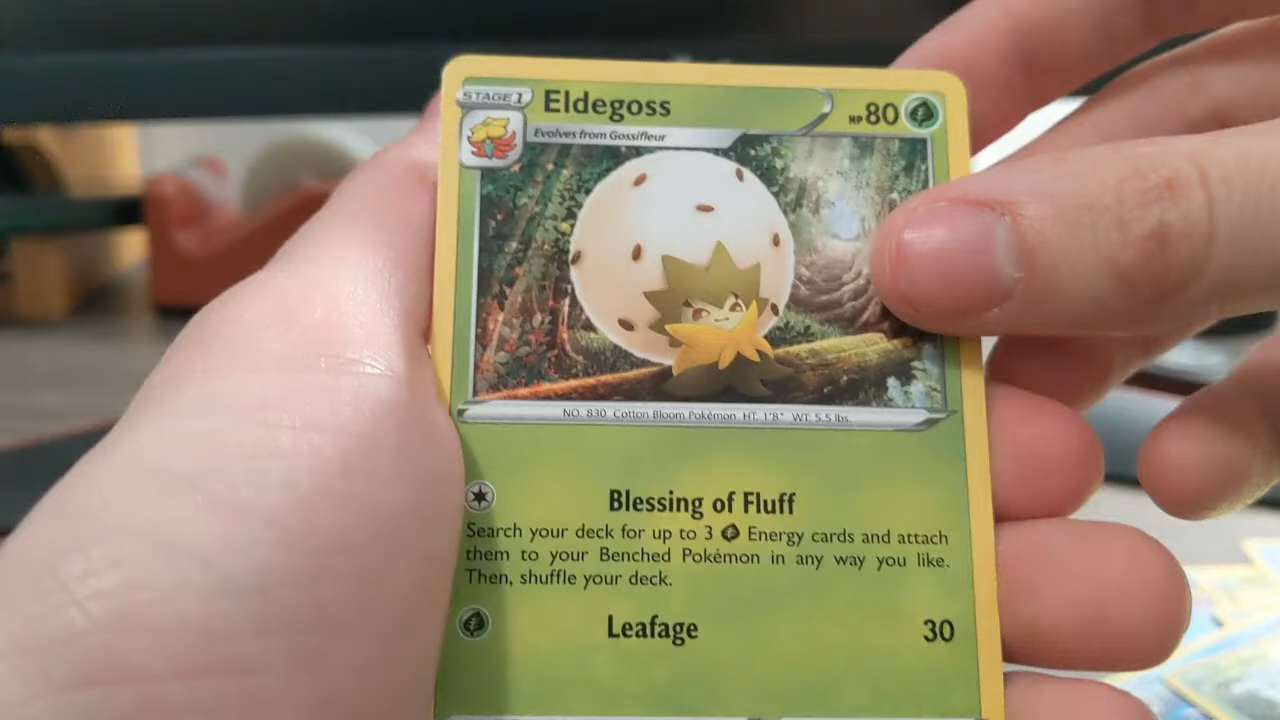 STAGE 1
Eldegoss
HP 80
Evolves from Gossifleur
NO. 830 Cotton Bloom Pokémon HT: 1'8" WT: 5.5 lbs.
Blessing of Fluff
Search your deck for up to 3 Energy cards and attach
them to your Benched Pokémon in any way you like.
Then, shuffle your deck.
Leafage 30